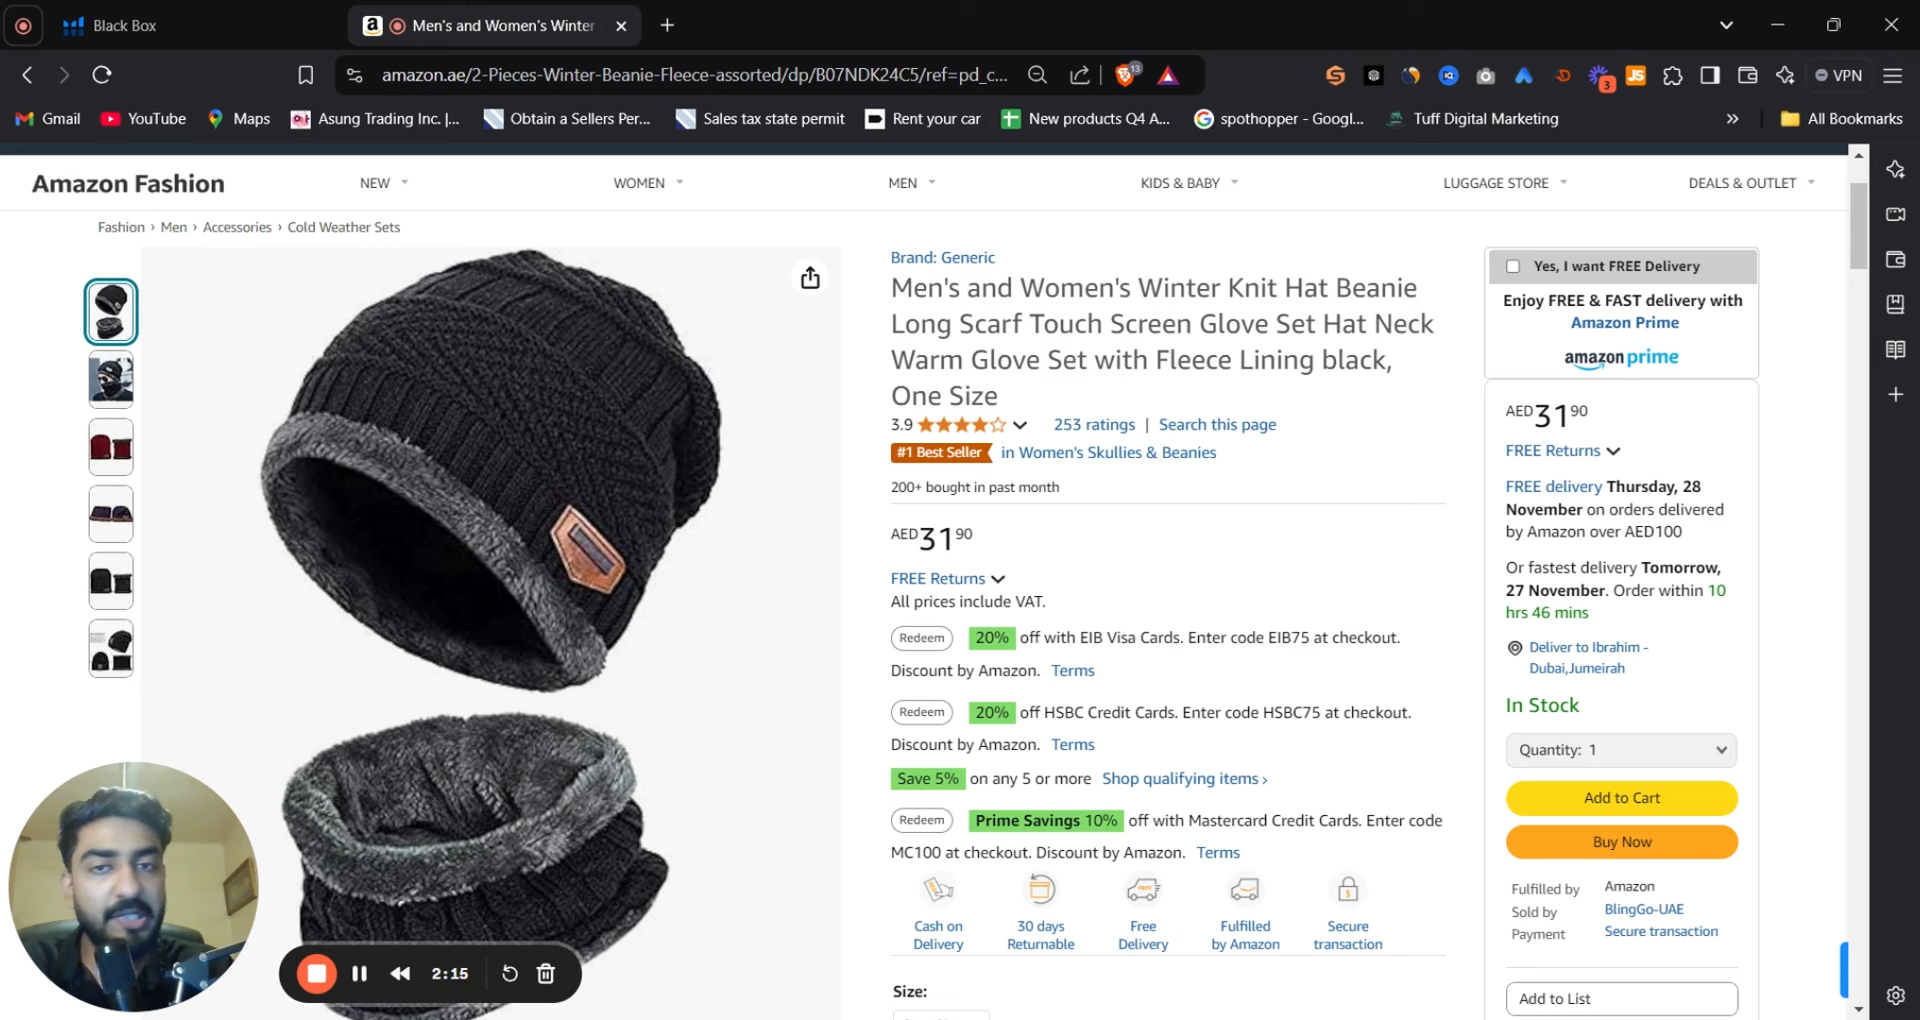 Black Box
a
Men's and Women's Winter
amazon.ae/2-Pieces-Winter-Beanie-Fleece-assorted/dp/B07NDK24C5/ref=pd_c...
13
3
JS
VPN
Gmail
YouTube
Maps
Asung Trading Inc. |...
Obtain a Sellers Per...
Sales tax state permit
Rent your car
New products Q4 A...
spothopper - Googl...
Tuff Digital Marketing
»
All Bookmarks
Amazon Fashion
NEW
WOMEN
MEN
KIDS & BABY
LUGGAGE STORE
DEALS & OUTLET
Fashion › Men › Accessories › Cold Weather Sets
Brand: Generic
Men's and Women's Winter Knit Hat Beanie
Long Scarf Touch Screen Glove Set Hat Neck
Warm Glove Set with Fleece Lining black,
One Size
3.9
253 ratings | Search this page
#1 Best Seller in Women's Skullies & Beanies
200+ bought in past month
AED31 90
FREE Returns
All prices include VAT.
Redeem 20% off with EIB Visa Cards. Enter code EIB75 at checkout.
Discount by Amazon. Terms
Redeem 20% off HSBC Credit Cards. Enter code HSBC75 at checkout.
Discount by Amazon. Terms
Save 5% on any 5 or more Shop qualifying items ›
Redeem Prime Savings 10% off with Mastercard Credit Cards. Enter code
MC100 at checkout. Discount by Amazon. Terms
Cash on
Delivery
30 days
Returnable
Free
Delivery
Fulfilled
by Amazon
Secure
transaction
Size:
Yes, I want FREE Delivery
Enjoy FREE & FAST delivery with
Amazon Prime
amazon prime
AED31 90
FREE Returns
FREE delivery Thursday, 28
November on orders delivered
by Amazon over AED100
Or fastest delivery Tomorrow,
27 November. Order within 10
hrs 46 mins
Deliver to Ibrahim -
Dubai,Jumeirah
In Stock
Quantity: 1
Add to Cart
Buy Now
Fulfilled by Amazon
Sold by BlingGo-UAE
Payment Secure transaction
Add to List
2:15